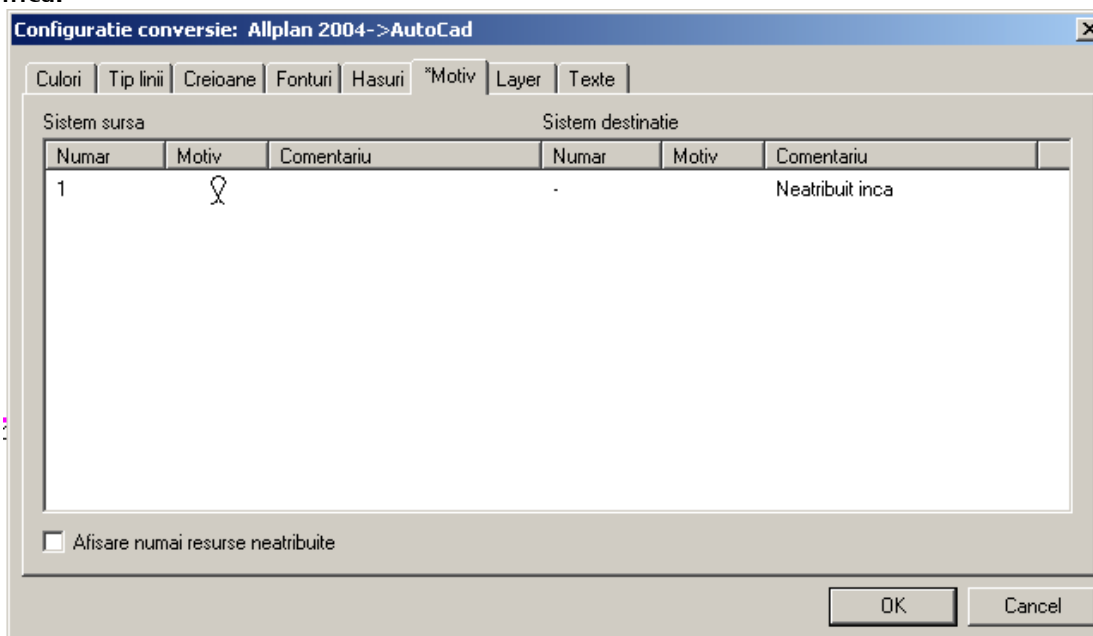 inca.
Configuratie conversie: Allplan 2004->AutoCad
Culori Tip linii Creioane Fonturi Hasuri *Motiv Layer Texte
Sistem sursa Sistem destinatie
Numar Motiv Comentariu Numar Motiv Comentariu
1 - Neatribuit inca
Afisare numai resurse neatribuite
OK Cancel